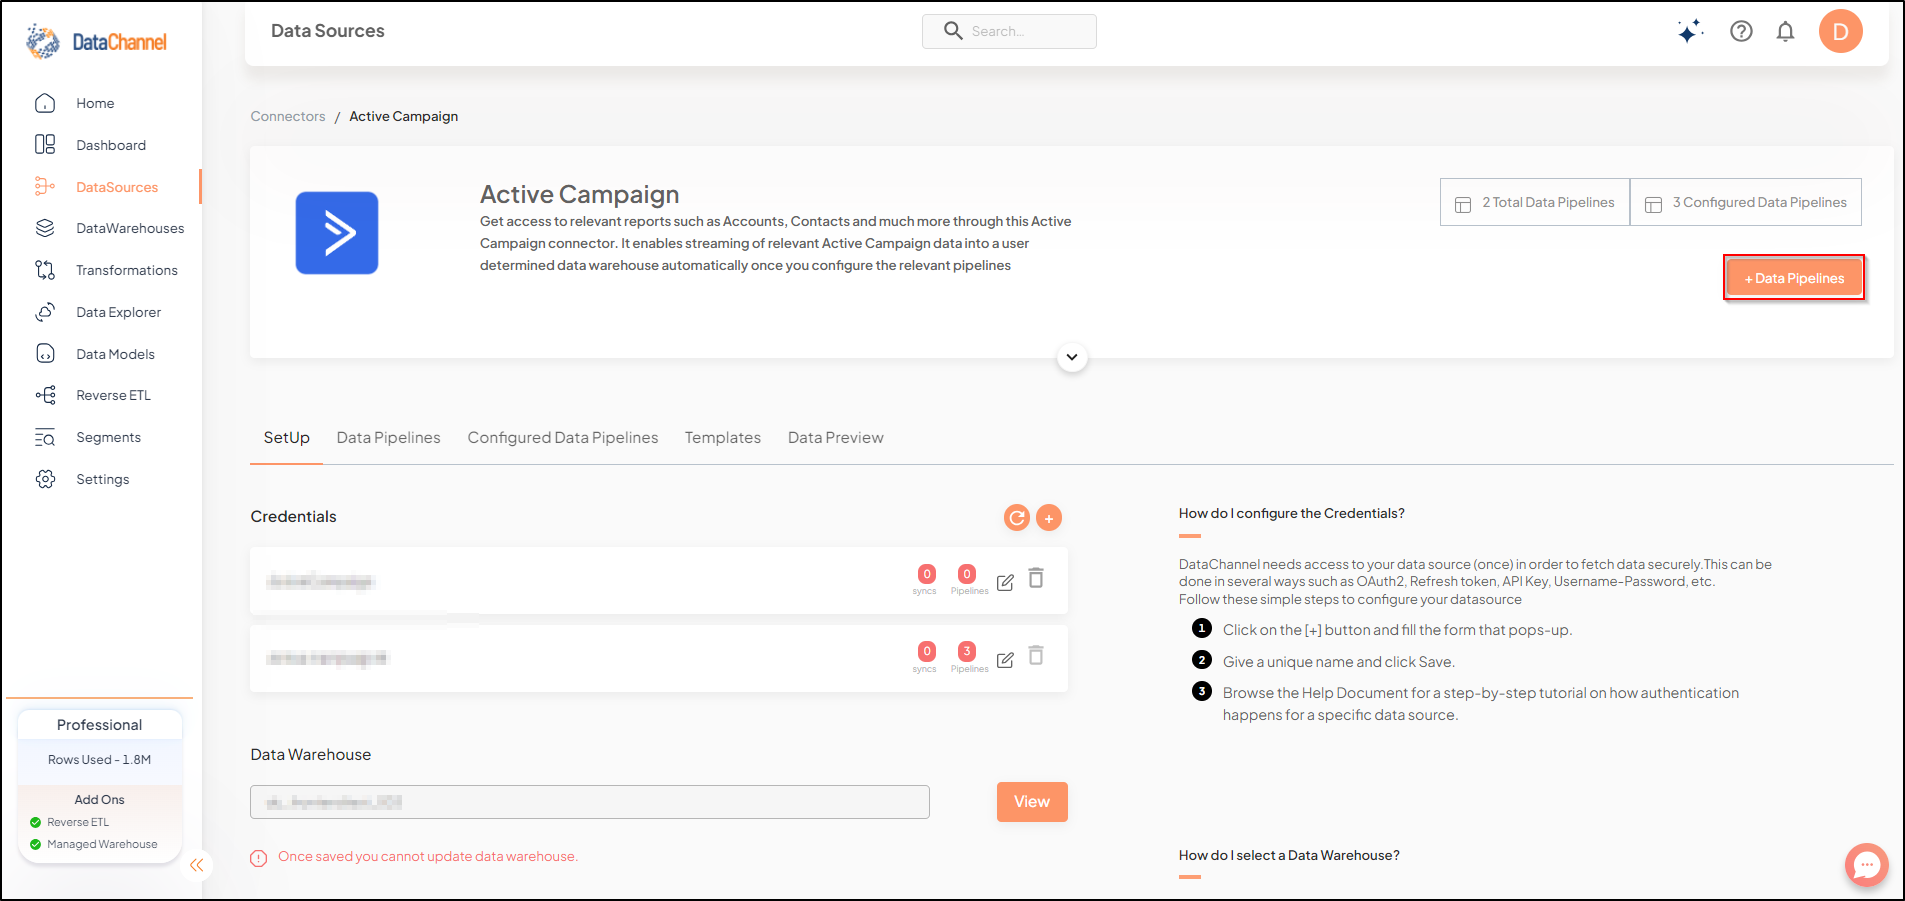 DataChannel
Data Sources
Search...
D
Home
Dashboard
DataSources
DataWarehouses
Transformations
Data Explorer
Data Models
Reverse ETL
Segments
Settings
Professional
Rows Used - 1.8M
Add Ons
Reverse ETL
Managed Warehouse
Connectors / Active Campaign
Active Campaign
Get access to relevant reports such as Accounts, Contacts and much more through this Active
Campaign connector. It enables streaming of relevant Active Campaign data into a user
determined data warehouse automatically once you configure the relevant pipelines
2 Total Data Pipelines
3 Configured Data Pipelines
+ Data Pipelines
SetUp Data Pipelines Configured Data Pipelines Templates Data Preview
Credentials
+
0 0
syncs Pipelines
0 3
syncs Pipelines
Data Warehouse
View
Once saved you cannot update data warehouse.
How do I configure the Credentials?
DataChannel needs access to your data source (once) in order to fetch data securely.This can be
done in several ways such as OAuth2, Refresh token, API Key, Username-Password, etc.
Follow these simple steps to configure your datasource
1 Click on the [+] button and fill the form that pops-up.
2 Give a unique name and click Save.
3 Browse the Help Document for a step-by-step tutorial on how authentication
happens for a specific data source.
How do I select a Data Warehouse?